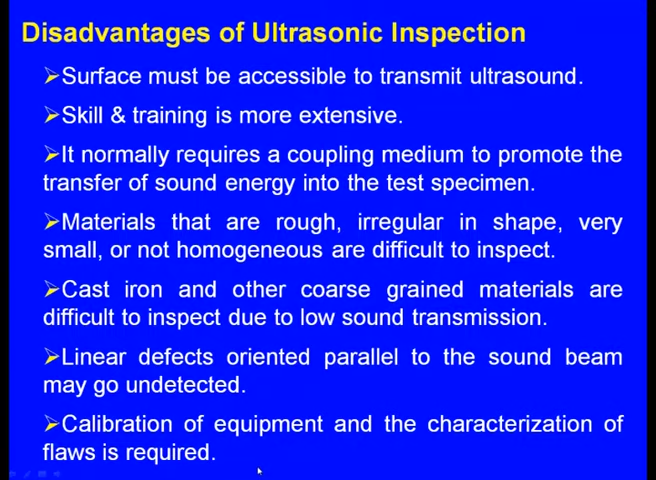 Disadvantages of Ultrasonic Inspection
➢Surface must be accessible to transmit ultrasound.
➢Skill & training is more extensive.
➢It normally requires a coupling medium to promote the
transfer of sound energy into the test specimen.
➢Materials that are rough, irregular in shape, very
small, or not homogeneous are difficult to inspect.
➢Cast iron and other coarse grained materials are
difficult to inspect due to low sound transmission.
➢Linear defects oriented parallel to the sound beam
may go undetected.
➢Calibration of equipment and the characterization of
flaws is required.